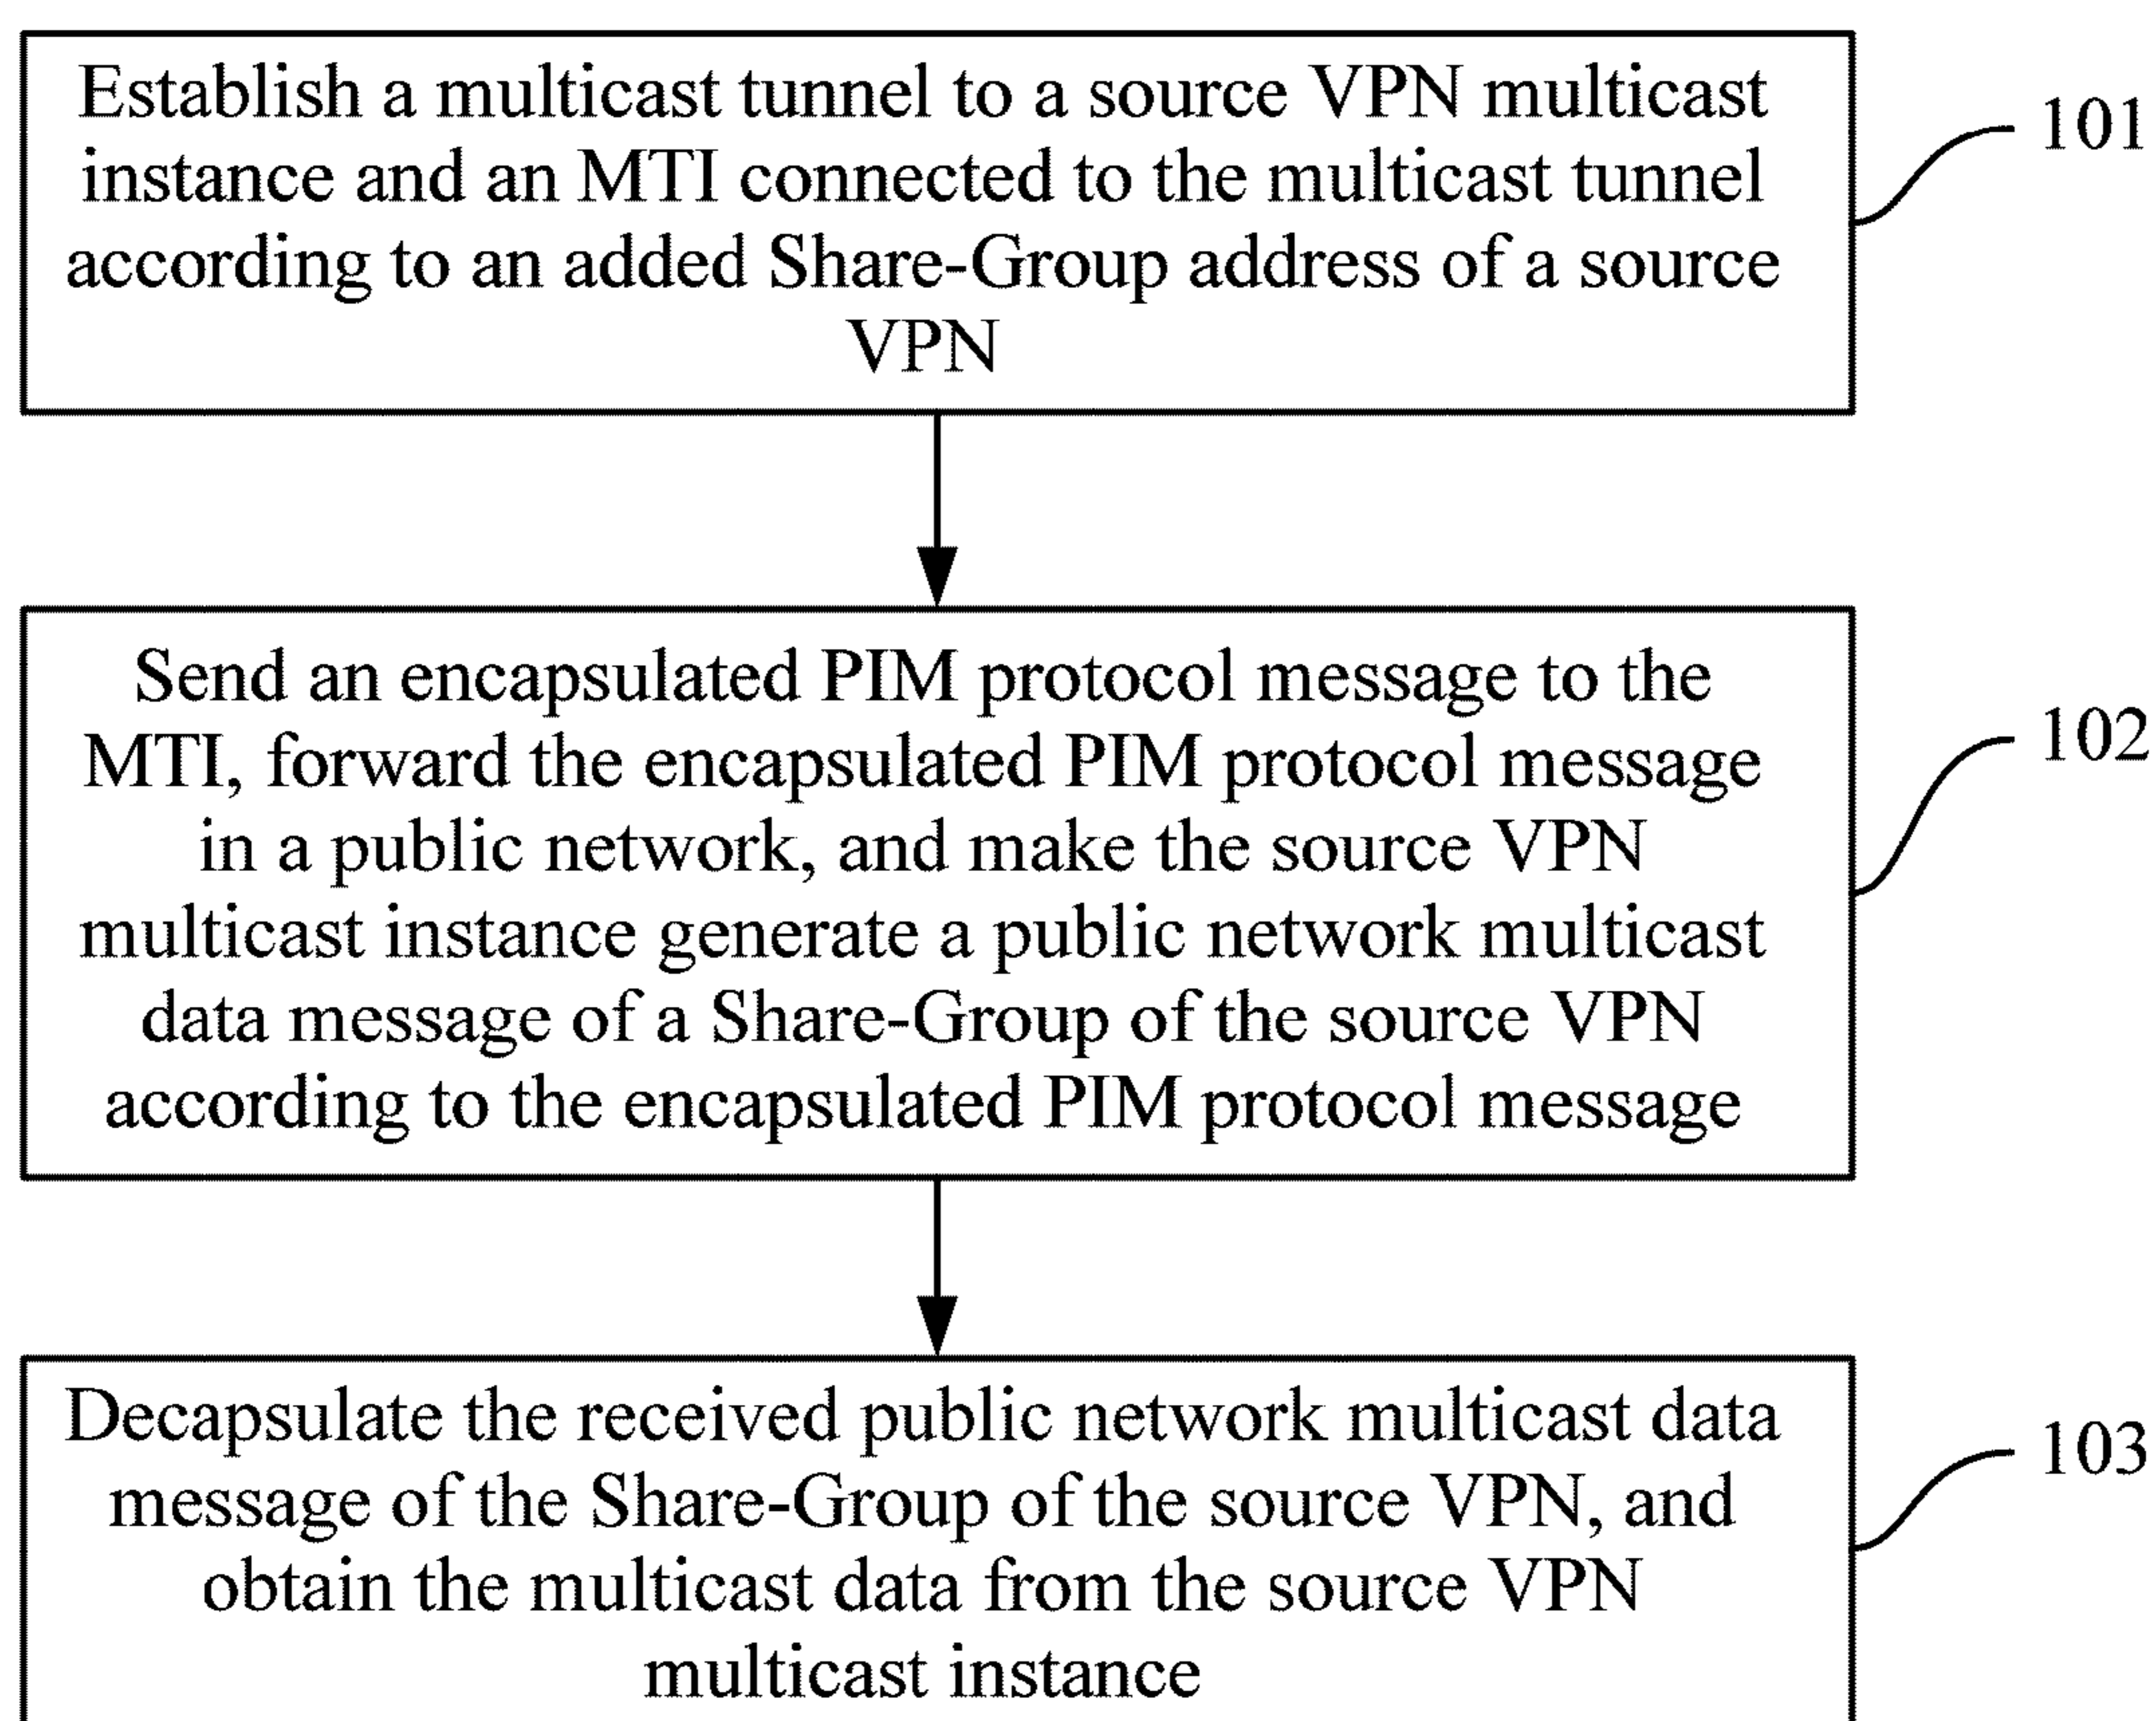 Establish a multicast tunnel to a source VPN multicast
instance and an MTI connected to the multicast tunnel
according to an added Share-Group address of a source
VPN
101
Send an encapsulated PIM protocol message to the
MTI, forward the encapsulated PIM protocol message
in a public network, and make the source VPN
multicast instance generate a public network multicast
data message of a Share-Group of the source VPN
according to the encapsulated PIM protocol message
102
Decapsulate the received public network multicast data
message of the Share-Group of the source VPN, and
obtain the multicast data from the source VPN
multicast instance
103